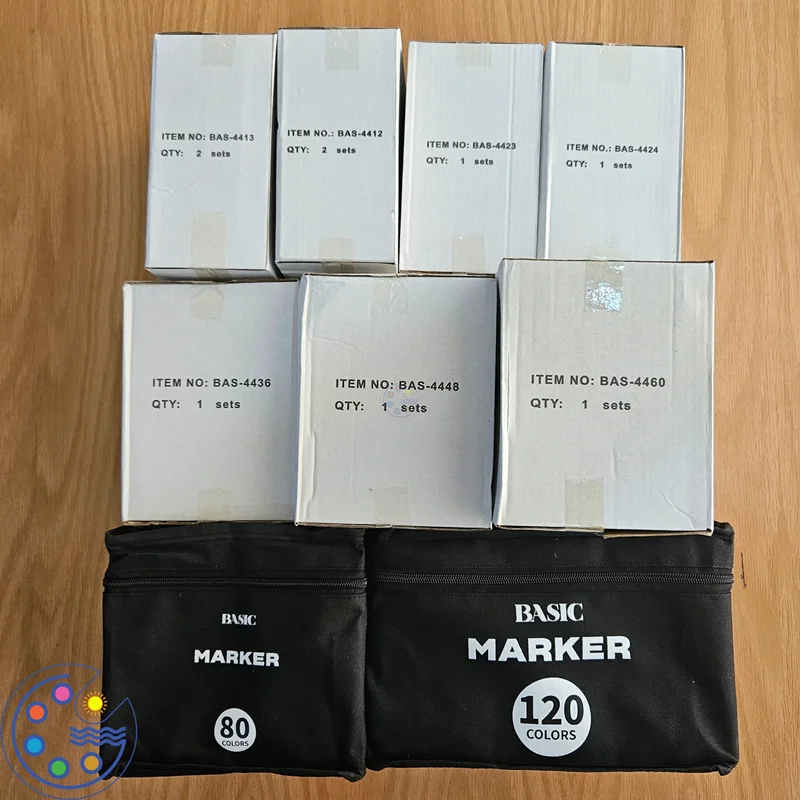 ITEM NO: BAS-4413
QTY: 2 sets
ITEM NO.: BAS-4412
QTY: 2 sets
ITEM NO: BAS-4423
QTY: 1 sets
ITEM NO.: BAS-4424
QTY: 1 sets
ITEM NO: BAS-4436
QTY: 1 sets
ITEM NO: BAS-4448
QTY: 1 sets
ITEM NO: BAS-4460
QTY: 1 sets
BASIC
MARKER
80
COLORS
BASIC
MARKER
120
COLORS